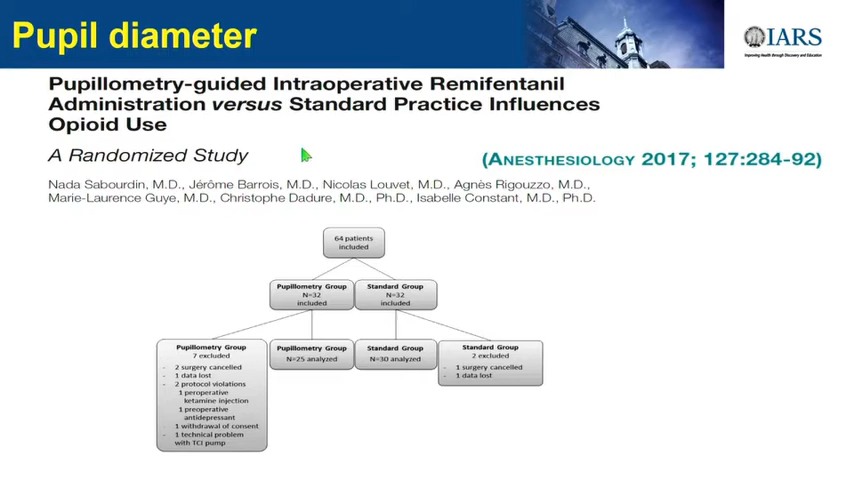 Pupil diameter
IARS
Improving Health through Discovery and Education
Pupillometry-guided Intraoperative Remifentanil
Administration versus Standard Practice Influences
Opioid Use
A Randomized Study
(ANESTHESIOLOGY 2017; 127:284-92)
Nada Sabourdin, M.D., Jérôme Barrois, M.D., Nicolas Louvet, M.D., Agnès Rigouzzo, M.D.,
Marie-Laurence Guye, M.D., Christophe Dadure, M.D., Ph.D., Isabelle Constant, M.D., Ph.D.
64 patients
included
Pupillometry Group
N=32
included
Standard Group
N=32
included
Pupillometry Group
7 excluded
- 2 surgery cancelled
- 1 data lost
- 2 protocol violations
1 peroperative
ketamine injection
1 preoperative
antidepressant
- 1 withdrawal of consent
- 1 technical problem
with TCI pump
Pupillometry Group
N=25 analyzed
Standard Group
N=30 analyzed
Standard Group
2 excluded
- 1 surgery cancelled
- 1 data lost